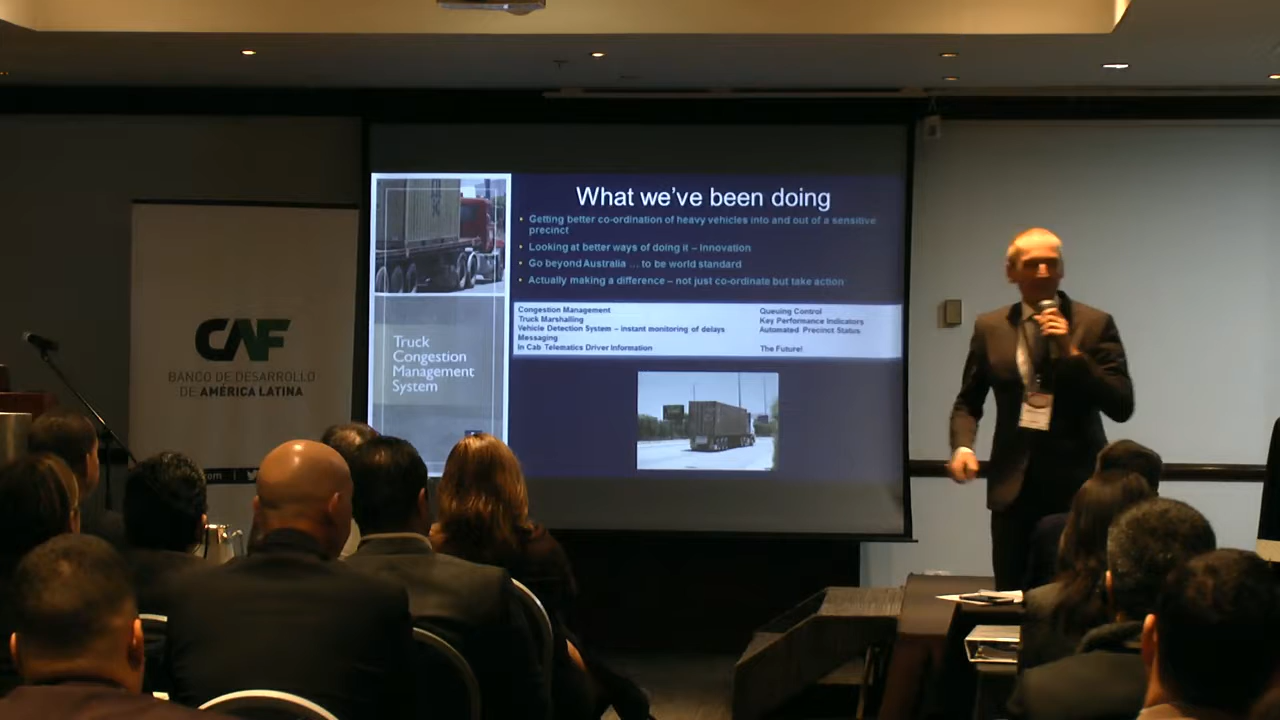 What we've been doing
• Getting better co-ordination of heavy vehicles into and out of a sensitive
precinct
• Looking at better ways of doing it – Innovation
• Go beyond Australia ... to be world standard
• Actually making a difference – not just co-ordinate but take action
Congestion Management
Truck Marshalling
Vehicle Detection System – instant monitoring of delays
Messaging
In Cab Telematics Driver Information
Queuing Control
Key Performance Indicators
Automated Precinct Status
The Future!
Truck
Congestion
Management
System
CAF
BANCO DE DESARROLLO
DE AMÉRICA LATINA